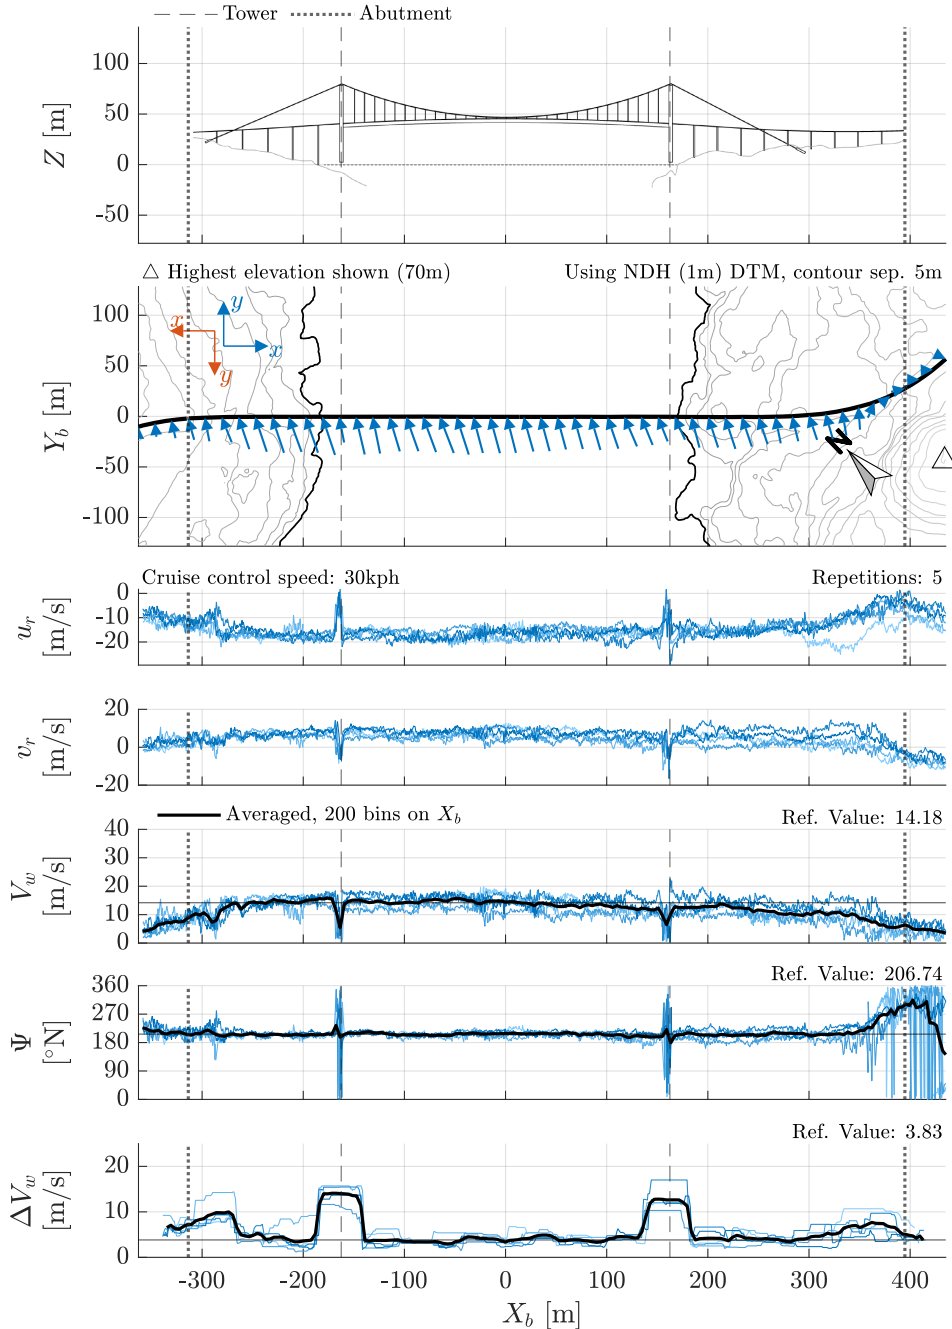 Tower Abutment
100
50
0
-50
Z [m]
△ Highest elevation shown (70m) Using NDH (1m) DTM, contour sep. 5m
100
50
0
-50
-100
Y_b [m]
x
y
y
x
N
Cruise control speed: 30kph Repetitions: 5
0
-10
-20
u_r [m/s]
20
0
-20
v_r [m/s]
Averaged, 200 bins on X_b Ref. Value: 14.18
40
30
20
10
0
V_w [m/s]
Ref. Value: 206.74
360
270
180
90
0
Ψ̄ [°N]
Ref. Value: 3.83
20
10
0
ΔV_w [m/s]
-300 -200 -100 0 100 200 300 400
X_b [m]